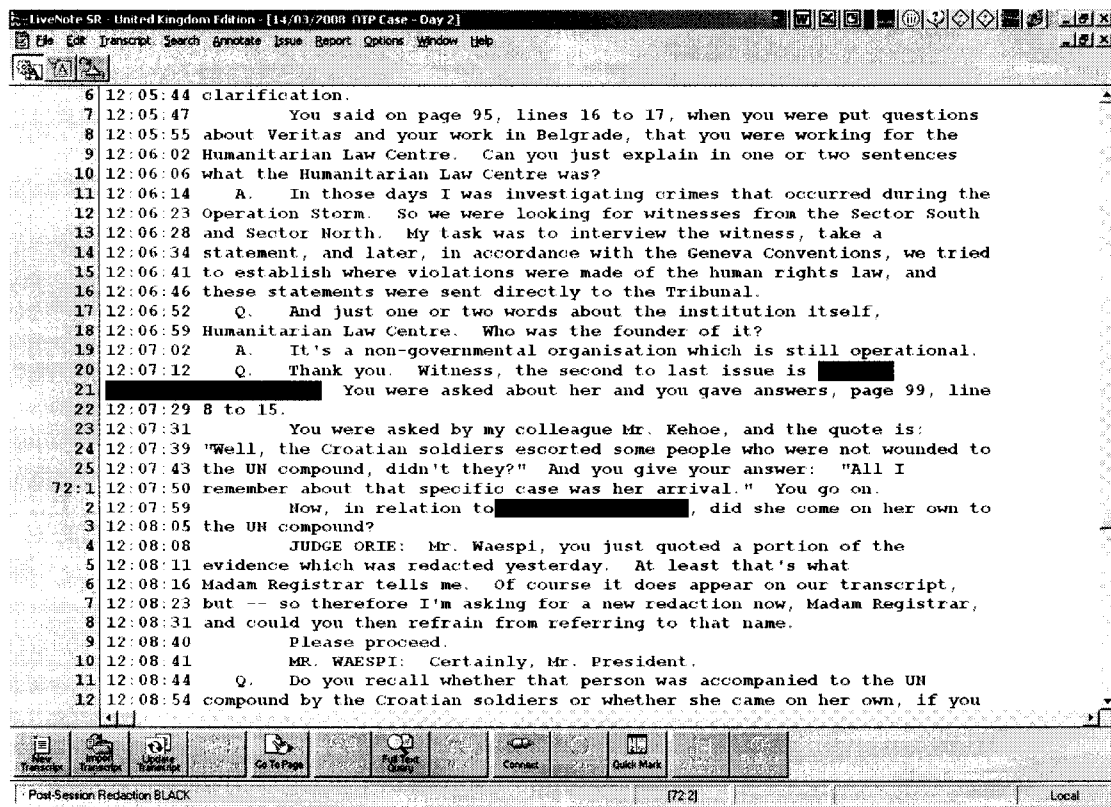 LiveNote SR - United Kingdom Edition - [14/03/2008 OTP Case - Day 2]
File Edit Transcript Search Annotate Issue Report Options Window Help
6 12:05:44 clarification.
7 12:05:47 You said on page 95, lines 16 to 17, when you were put questions
8 12:05:55 about Veritas and your work in Belgrade, that you were working for the
9 12:06:02 Humanitarian Law Centre. Can you just explain in one or two sentences
10 12:06:06 what the Humanitarian Law Centre was?
11 12:06:14 A. In those days I was investigating crimes that occurred during the
12 12:06:23 Operation Storm. So we were looking for witnesses from the Sector South
13 12:06:28 and Sector North. My task was to interview the witness, take a
14 12:06:34 statement, and later, in accordance with the Geneva Conventions, we tried
15 12:06:41 to establish where violations were made of the human rights law, and
16 12:06:46 these statements were sent directly to the Tribunal.
17 12:06:52 Q. And just one or two words about the institution itself,
18 12:06:59 Humanitarian Law Centre. Who was the founder of it?
19 12:07:02 A. It's a non-governmental organisation which is still operational.
20 12:07:12 Q. Thank you. Witness, the second to last issue is
21 You were asked about her and you gave answers, page 99, line
22 12:07:29 8 to 15.
23 12:07:31 You were asked by my colleague Mr. Kehoe, and the quote is:
24 12:07:39 "Well, the Croatian soldiers escorted some people who were not wounded to
25 12:07:43 the UN compound, didn't they?" And you give your answer: "All I
72:1 12:07:50 remember about that specific case was her arrival." You go on.
2 12:07:59 Now, in relation to , did she come on her own to
3 12:08:05 the UN compound?
4 12:08:08 JUDGE ORIE: Mr. Waespi, you just quoted a portion of the
5 12:08:11 evidence which was redacted yesterday. At least that's what
6 12:08:16 Madam Registrar tells me. Of course it does appear on our transcript,
7 12:08:23 but -- so therefore I'm asking for a new redaction now, Madam Registrar,
8 12:08:31 and could you then refrain from referring to that name.
9 12:08:40 Please proceed.
10 12:08:41 MR. WAESPI: Certainly, Mr. President.
11 12:08:44 Q. Do you recall whether that person was accompanied to the UN
12 12:08:54 compound by the Croatian soldiers or whether she came on her own, if you
New Transcript Import Transcript Update Transcript Go To Page Full Text Query Connect Quick Mark
Post-Session Redaction BLACK [72:2] Local